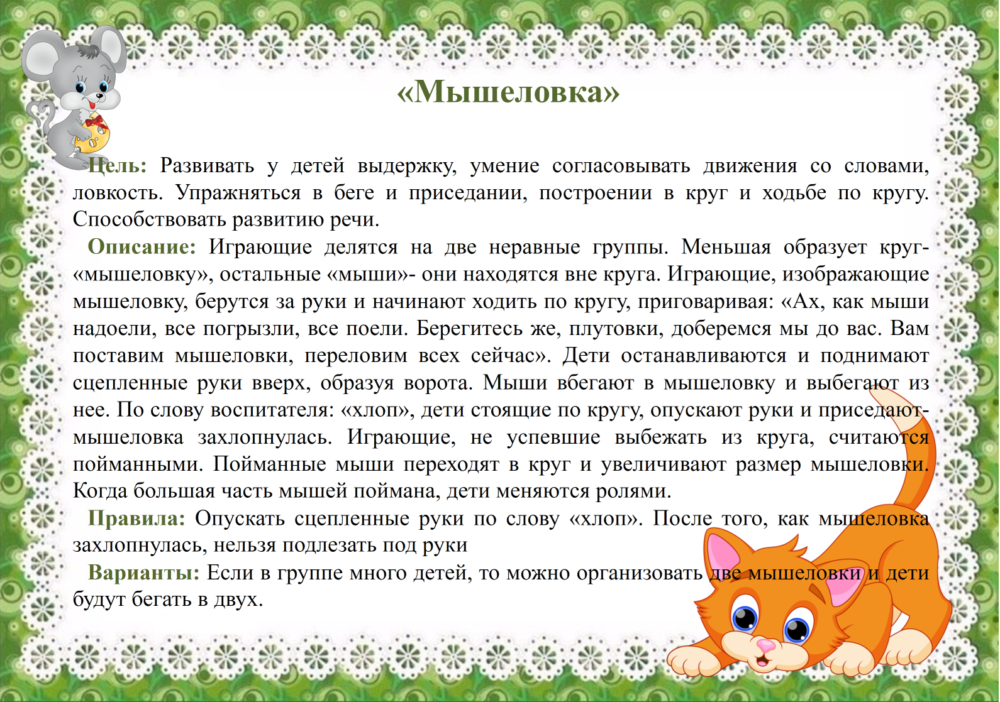 «Мышеловка»
Цель: Развивать у детей выдержку, умение согласовывать движения со словами,
ловкость. Упражняться в беге и приседании, построении в круг и ходьбе по кругу.
Способствовать развитию речи.
Описание: Играющие делятся на две неравные группы. Меньшая образует круг-
«мышеловку», остальные «мыши»- они находятся вне круга. Играющие, изображающие
мышеловку, берутся за руки и начинают ходить по кругу, приговаривая: «Ах, как мыши
надоели, все погрызли, все поели. Берегитесь же, плутовки, доберемся мы до вас. Вам
поставим мышеловки, переловим всех сейчас». Дети останавливаются и поднимают
сцепленные руки вверх, образуя ворота. Мыши вбегают в мышеловку и выбегают из
нее. По слову воспитателя: «хлоп», дети стоящие по кругу, опускают руки и приседают-
мышеловка захлопнулась. Играющие, не успевшие выбежать из круга, считаются
пойманными. Пойманные мыши переходят в круг и увеличивают размер мышеловки.
Когда большая часть мышей поймана, дети меняются ролями.
Правила: Опускать сцепленные руки по слову «хлоп». После того, как мышеловка
захлопнулась, нельзя подлезать под руки
Варианты: Если в группе много детей, то можно организовать две мышеловки и дети
будут бегать в двух.